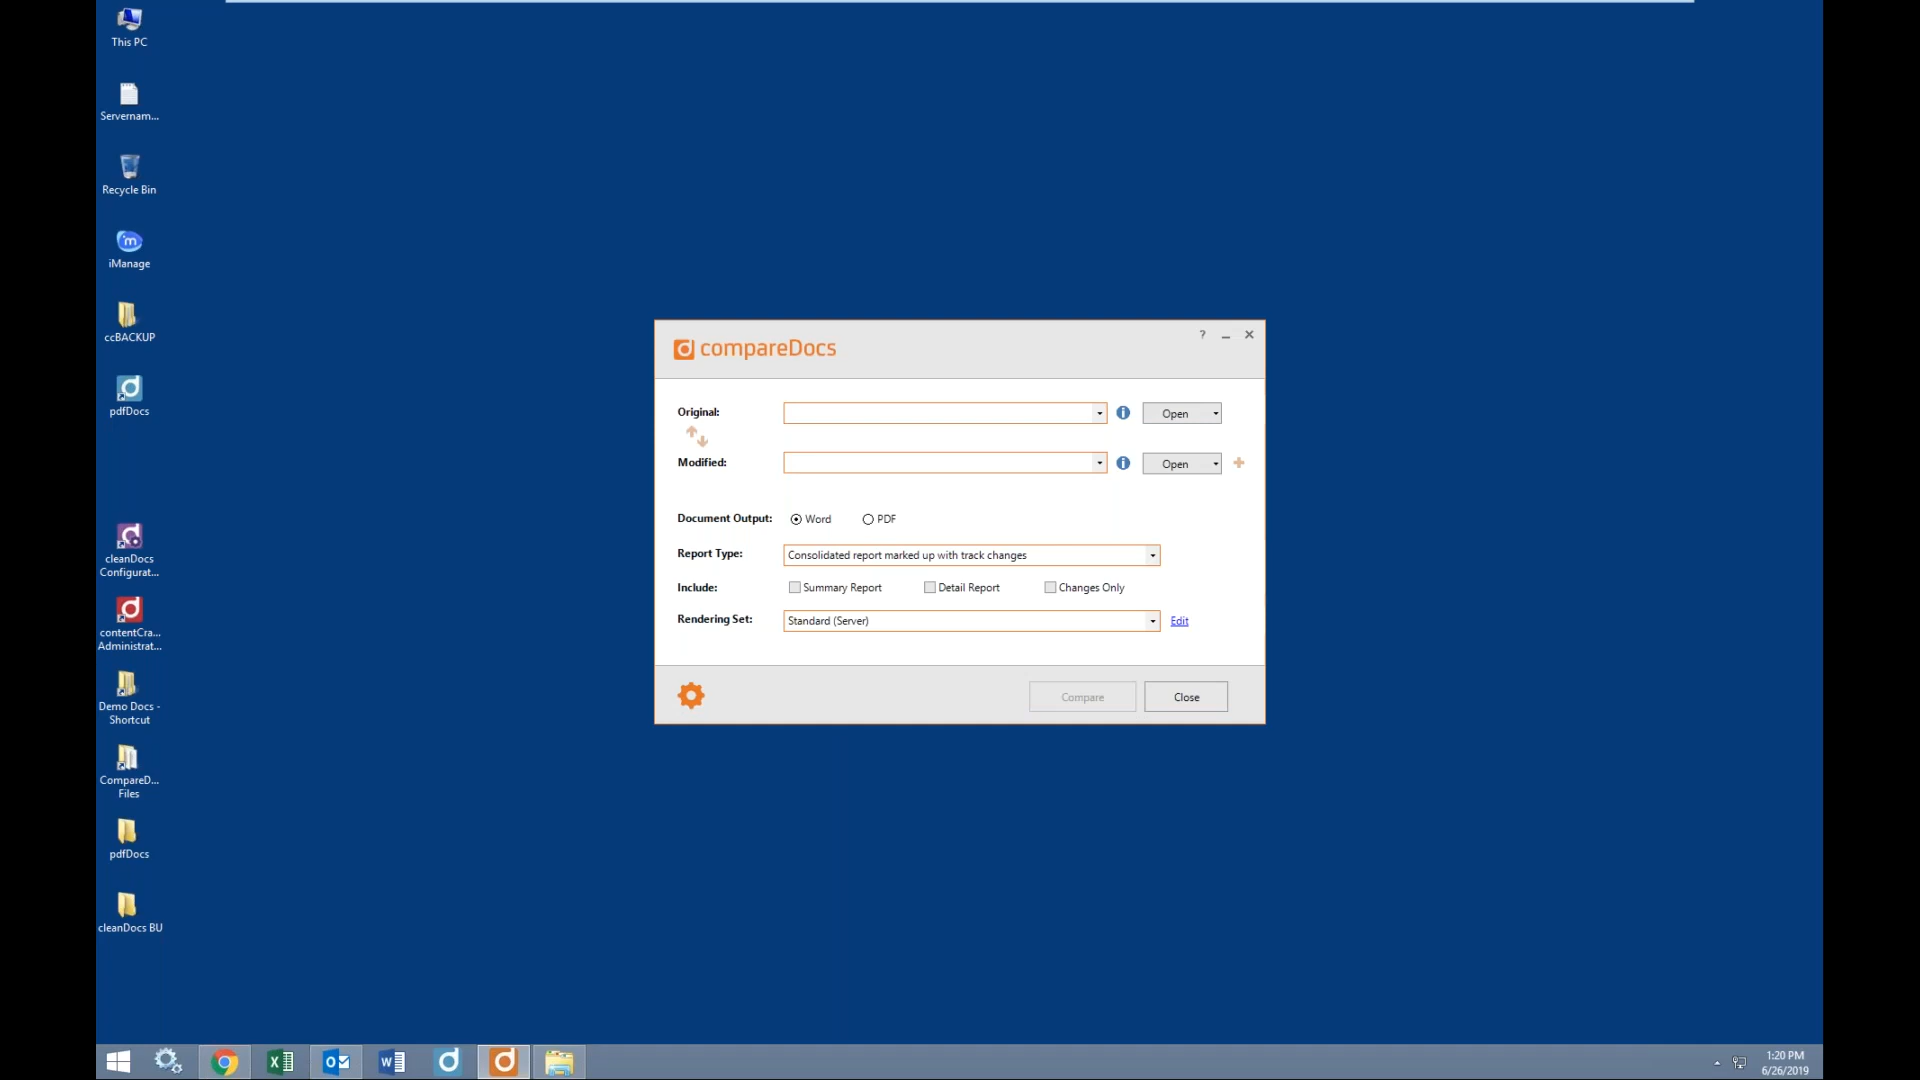 This PC
Servernam...
Recycle Bin
iManage
ccBACKUP
pdfDocs
cleanDocs
Configurat...
contentCra...
Administrat...
Demo Docs -
Shortcut
CompareD...
Files
pdfDocs
cleanDocs BU
compareDocs
?
Original:
Open
Modified:
Open
Document Output:
Word
PDF
Report Type:
Consolidated report marked up with track changes
Include:
Summary Report
Detail Report
Changes Only
Rendering Set:
Standard (Server)
Edit
Compare
Close
1:20 PM
6/26/2019